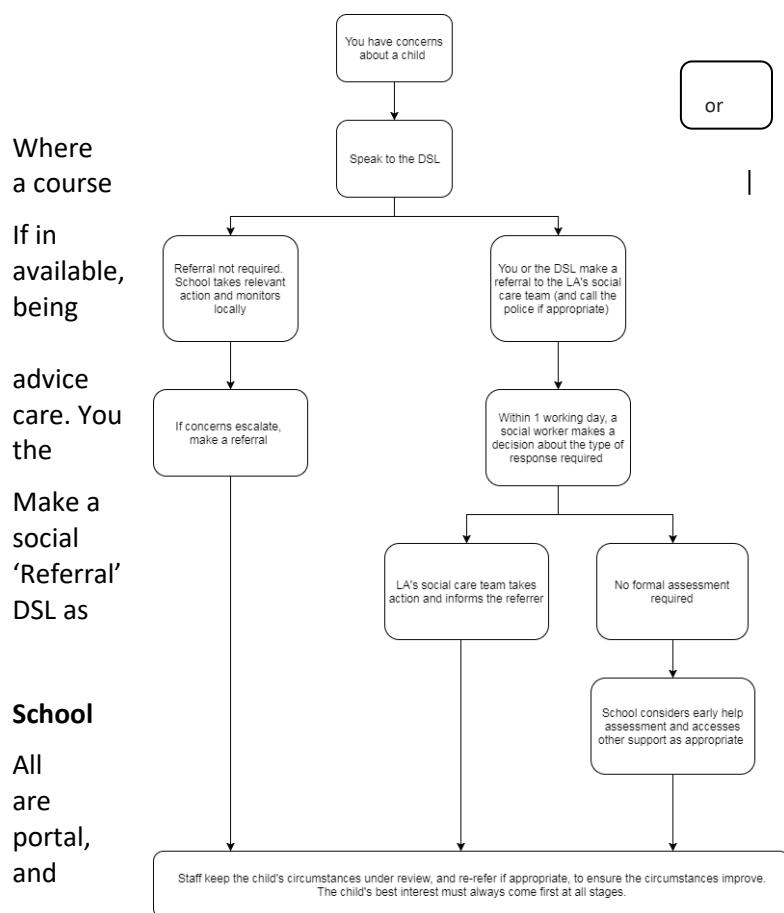 You have concerns
about a child
or
Where
a course
|
Speak to the DSL
If in
available,
being
Referral not required.
School takes relevant
action and monitors
locally
You or the DSL make a
referral to the LA's social
care team (and call the
police if appropriate)
advice
care. You
the
If concerns escalate,
make a referral
Within 1 working day, a
social worker makes a
decision about the type of
response required
Make a
social
‘Referral’
DSL as
LA's social care team takes
action and informs the referrer
No formal assessment
required
School
School considers early help
assessment and accesses
other support as appropriate
All
are
portal,
and
Staff keep the child's circumstances under review, and re-refer if appropriate, to ensure the circumstances improve.
The child's best interest must always come first at all stages.